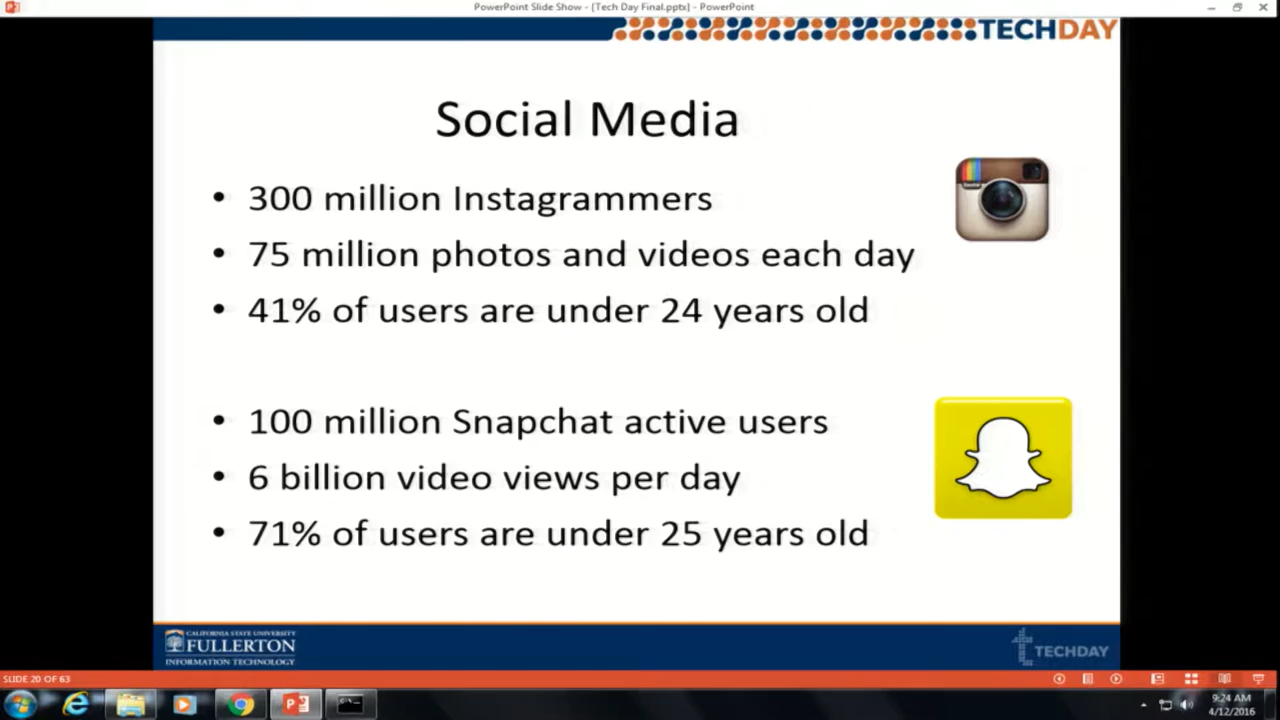 PowerPoint Slide Show - [Tech Day Final.pptx] - PowerPoint
TECHDAY
Social Media
• 300 million Instagrammers
• 75 million photos and videos each day
• 41% of users are under 24 years old
• 100 million Snapchat active users
• 6 billion video views per day
• 71% of users are under 25 years old
CALIFORNIA STATE UNIVERSITY
FULLERTON
INFORMATION TECHNOLOGY
TECHDAY
SLIDE 20 OF 63
9:24 AM
4/12/2016